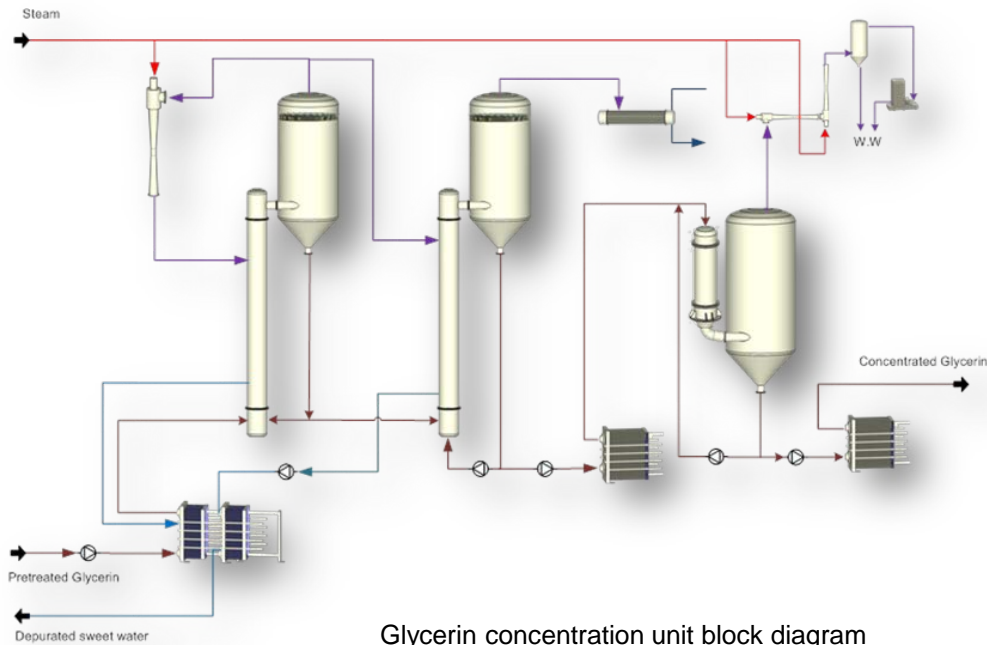 Steam
W.W
Concentrated Glycerin
Pretreated Glycerin
Depurated sweet water
Glycerin concentration unit block diagram